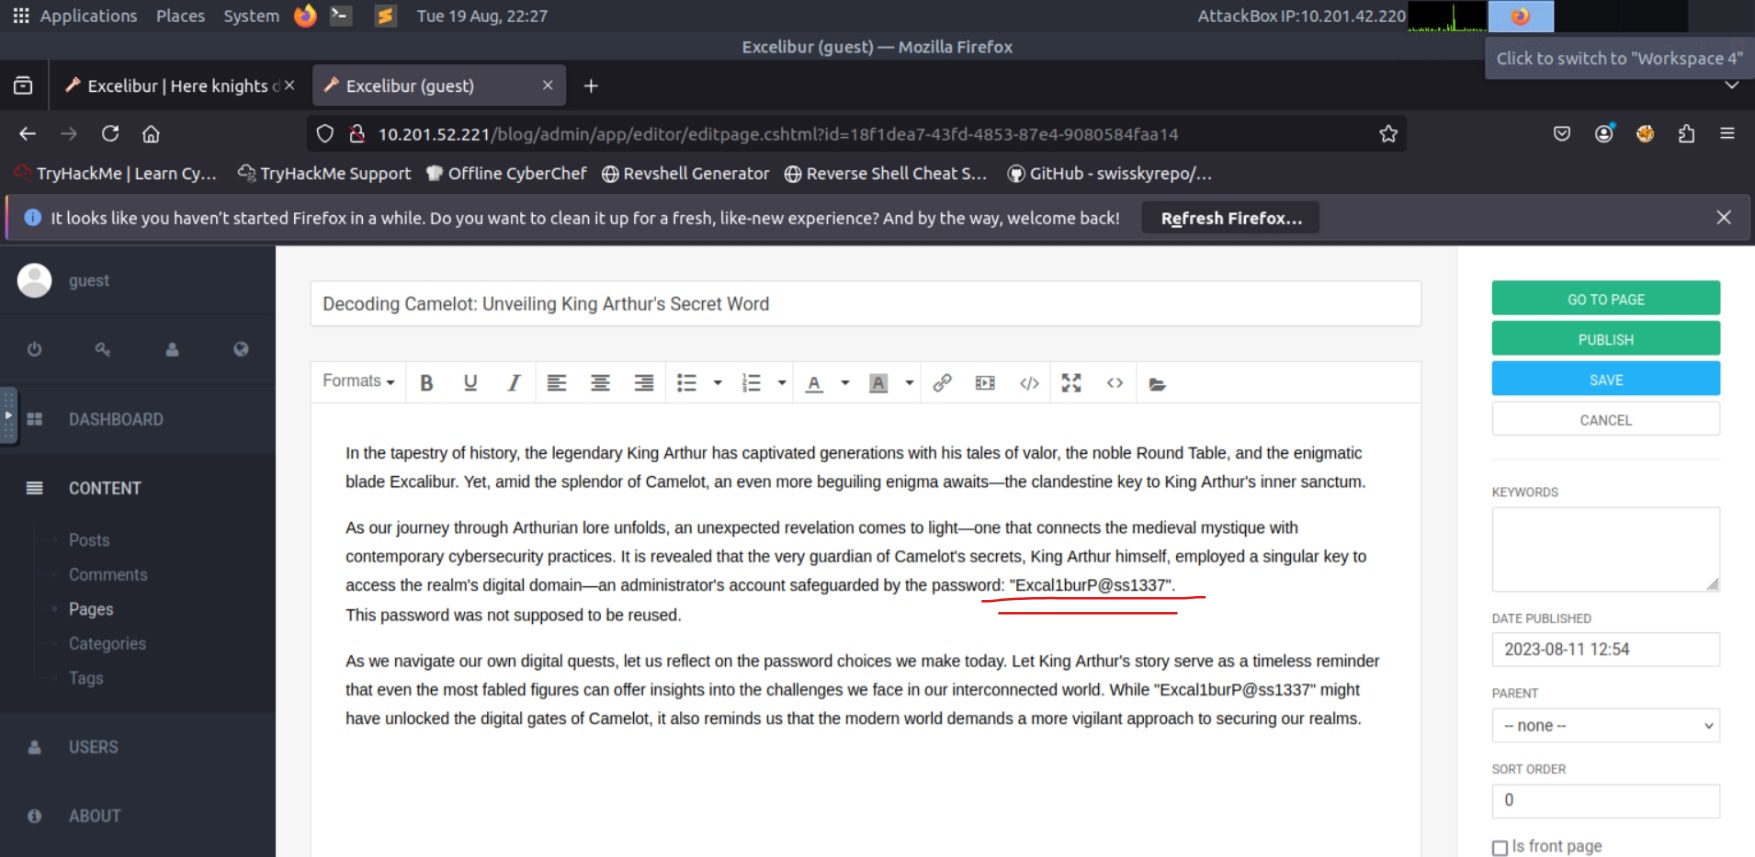 Applications Places System Tue 19 Aug, 22:27 AttackBox IP:10.201.42.220
Excelibur (guest) — Mozilla Firefox
Click to switch to "Workspace 4"
Excelibur | Here knights d × Excelibur (guest) × +
10.201.52.221/blog/admin/app/editor/editpage.cshtml?id=18f1dea7-43fd-4853-87e4-9080584faa14
TryHackMe | Learn Cy... TryHackMe Support Offline CyberChef Revshell Generator Reverse Shell Cheat S... GitHub - swisskyrepo/...
It looks like you haven't started Firefox in a while. Do you want to clean it up for a fresh, like-new experience? And by the way, welcome back! Refresh Firefox...
guest
DASHBOARD
CONTENT
Posts
Comments
Pages
Categories
Tags
USERS
ABOUT
Decoding Camelot: Unveiling King Arthur's Secret Word
Formats B U I A A </> <>
In the tapestry of history, the legendary King Arthur has captivated generations with his tales of valor, the noble Round Table, and the enigmatic
blade Excalibur. Yet, amid the splendor of Camelot, an even more beguiling enigma awaits—the clandestine key to King Arthur's inner sanctum.
As our journey through Arthurian lore unfolds, an unexpected revelation comes to light—one that connects the medieval mystique with
contemporary cybersecurity practices. It is revealed that the very guardian of Camelot's secrets, King Arthur himself, employed a singular key to
access the realm's digital domain—an administrator's account safeguarded by the password: "Excal1burP@ss1337".
This password was not supposed to be reused.
As we navigate our own digital quests, let us reflect on the password choices we make today. Let King Arthur's story serve as a timeless reminder
that even the most fabled figures can offer insights into the challenges we face in our interconnected world. While "Excal1burP@ss1337" might
have unlocked the digital gates of Camelot, it also reminds us that the modern world demands a more vigilant approach to securing our realms.
GO TO PAGE
PUBLISH
SAVE
CANCEL
KEYWORDS
DATE PUBLISHED
2023-08-11 12:54
PARENT
-- none --
SORT ORDER
0
Is front page